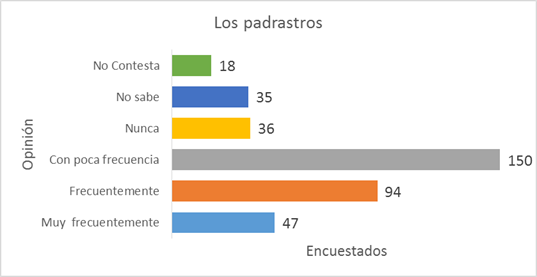 Los padrastros
Opinión
No Contesta 18
No sabe 35
Nunca 36
Con poca frecuencia 150
Frecuentemente 94
Muy frecuentemente 47
Encuestados